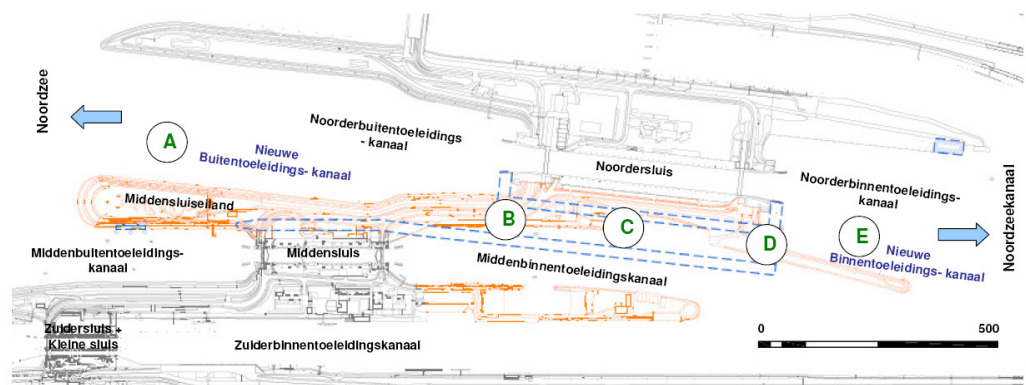 Noordzee
A
Nieuwe
Buitentoeleidings- kanaal
Noorderbuitentoeleidings
- kanaal
Noordersluis
Noorderbinnentoeleidings-
kanaal
Middensluiseiland
B
C
D
E
Nieuwe
Binnentoeleidings- kanaal
Noordzeekanaal
Middenbuitentoeleidings-
kanaal
Middensluis
Middenbinnentoeleidingskanaal
Zuidersluis +
Kleine sluis
Zuiderbinnentoeleidingskanaal
0
500